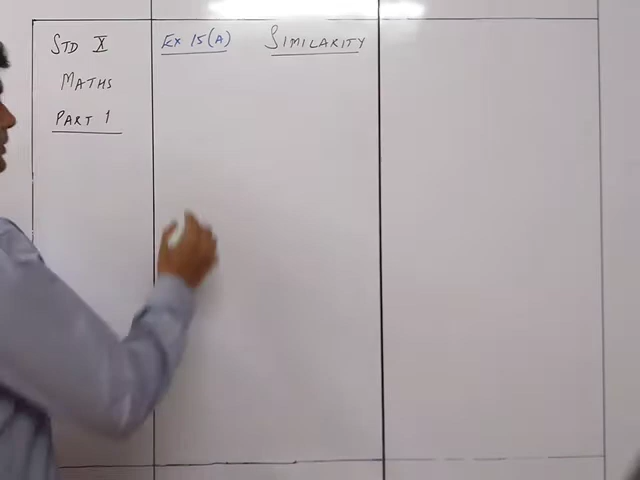 STD X
MATHS
PART 1
EX 15(A)
SIMILARITY